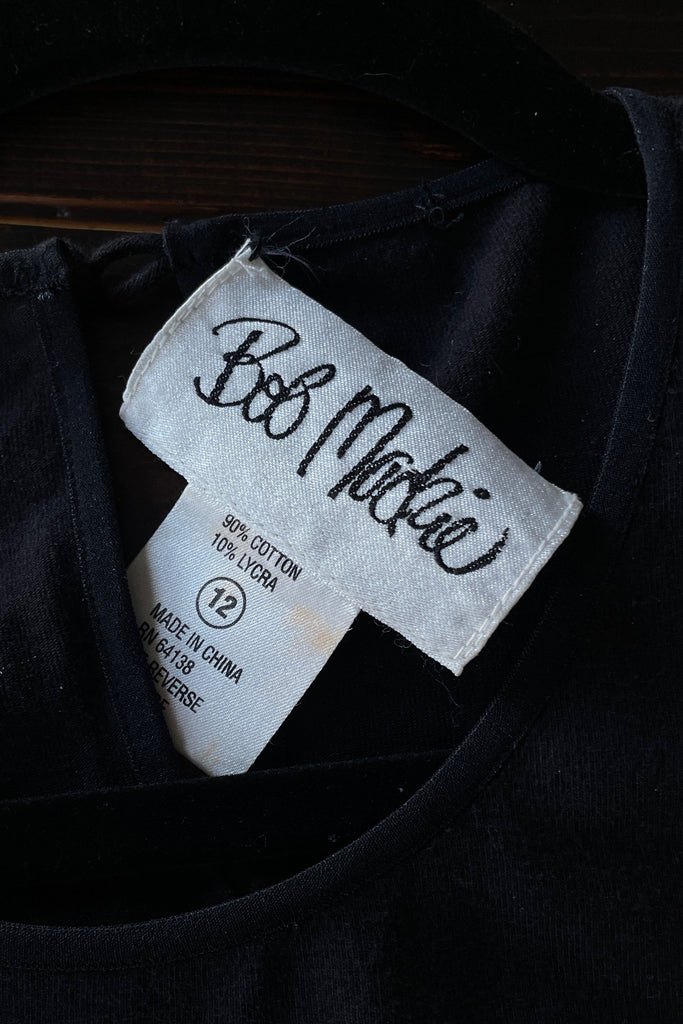 Bob Mackie
90% COTTON
10% LYCRA
12
MADE IN CHINA
RN 64138
REVERSE